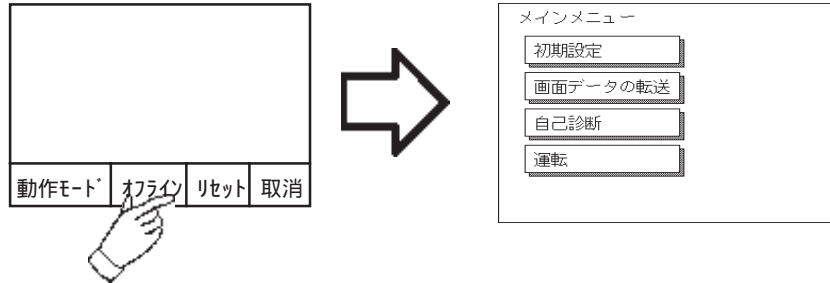 動作ﾓｰﾄﾞ ｵﾌﾗｲﾝ ﾘｾｯﾄ 取消
メインメニュー
初期設定
画面データの転送
自己診断
運転